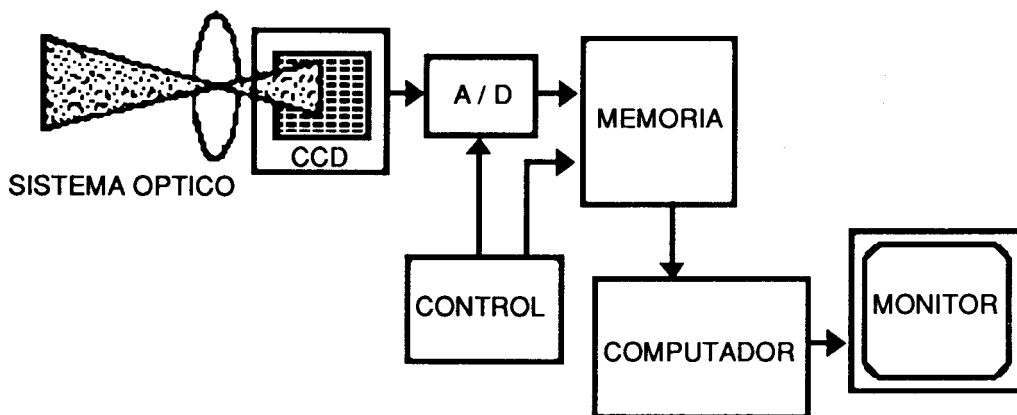 SISTEMA OPTICO
CCD
A / D
MEMORIA
CONTROL
COMPUTADOR
MONITOR